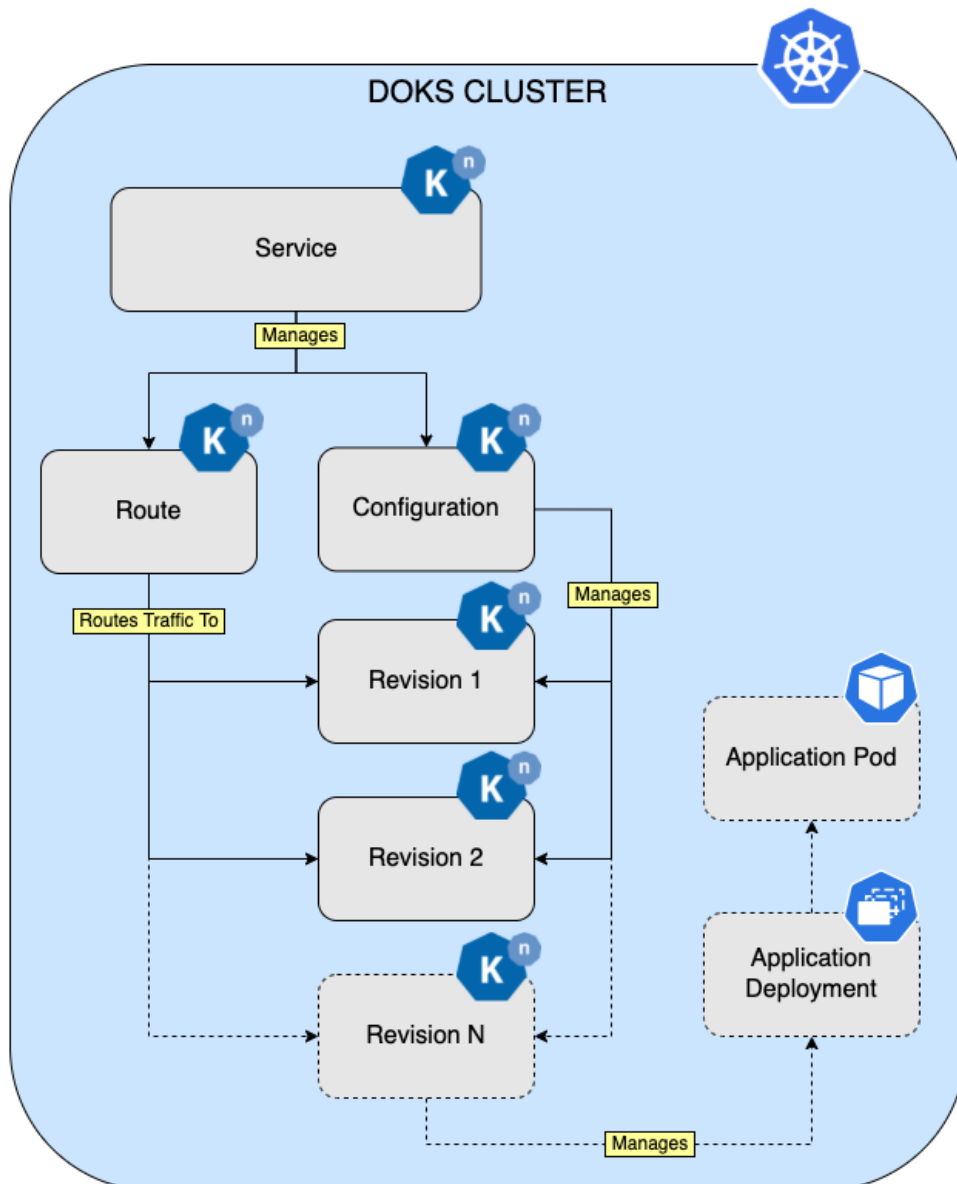 DOKS CLUSTER
K n
Service
Manages
K n
Route
K n
Configuration
Routes Traffic To
Manages
K n
Revision 1
K n
Revision 2
K n
Revision N
Application Pod
Application
Deployment
Manages